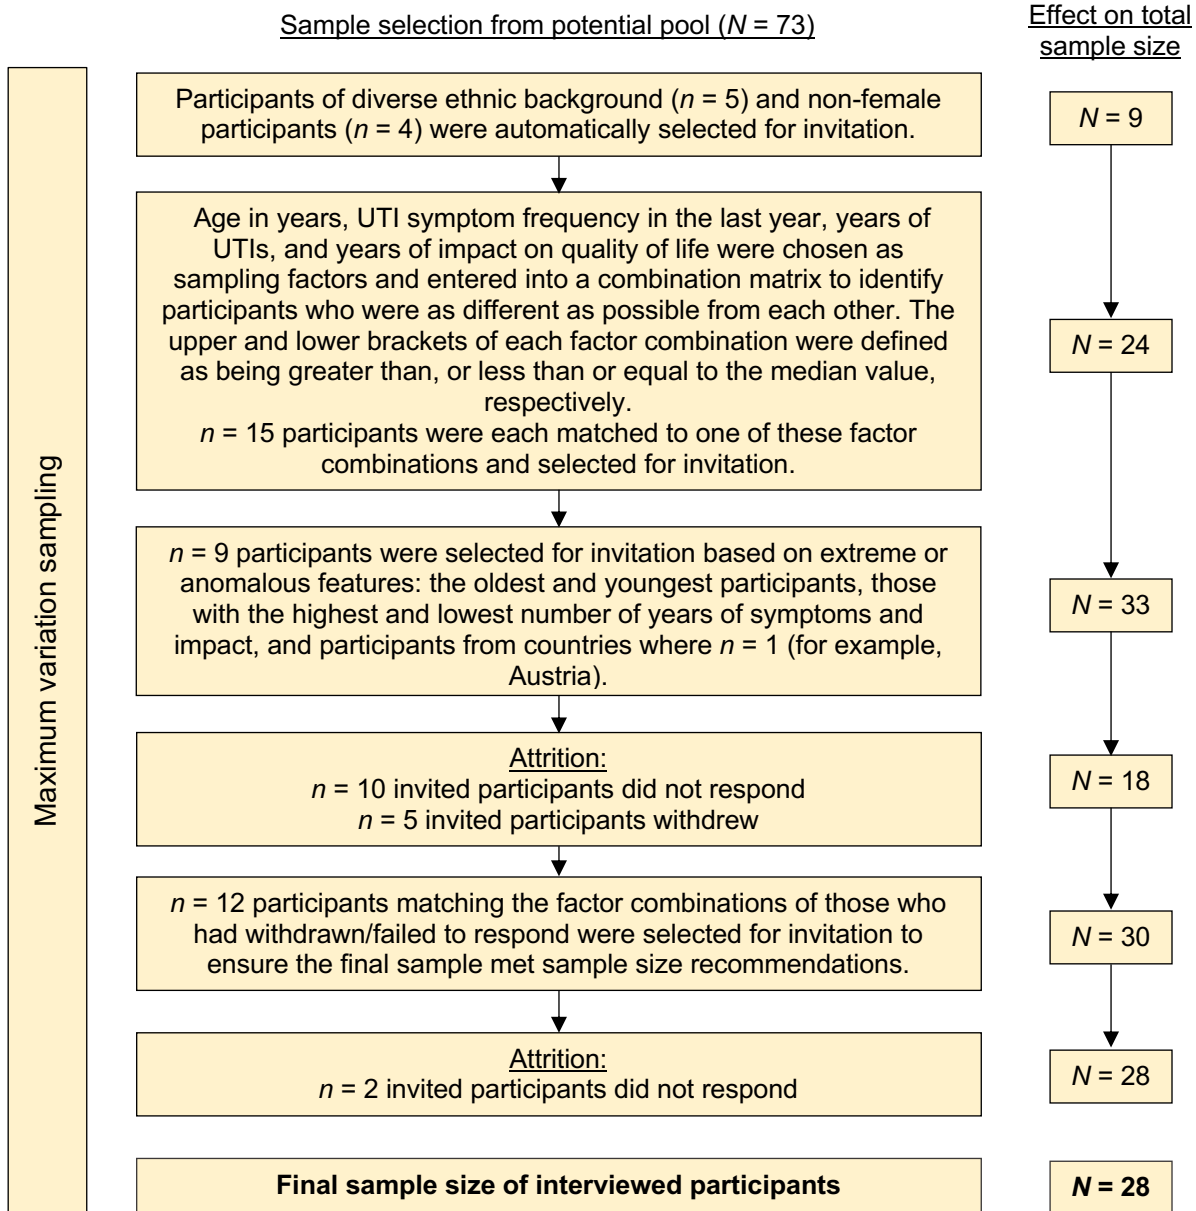 Sample selection from potential pool (N = 73)
Effect on total
sample size
Maximum variation sampling
Participants of diverse ethnic background (n = 5) and non-female
participants (n = 4) were automatically selected for invitation.
N = 9
Age in years, UTI symptom frequency in the last year, years of
UTIs, and years of impact on quality of life were chosen as
sampling factors and entered into a combination matrix to identify
participants who were as different as possible from each other. The
upper and lower brackets of each factor combination were defined
as being greater than, or less than or equal to the median value,
respectively.
n = 15 participants were each matched to one of these factor
combinations and selected for invitation.
N = 24
n = 9 participants were selected for invitation based on extreme or
anomalous features: the oldest and youngest participants, those
with the highest and lowest number of years of symptoms and
impact, and participants from countries where n = 1 (for example,
Austria).
N = 33
Attrition:
n = 10 invited participants did not respond
n = 5 invited participants withdrew
N = 18
n = 12 participants matching the factor combinations of those who
had withdrawn/failed to respond were selected for invitation to
ensure the final sample met sample size recommendations.
N = 30
Attrition:
n = 2 invited participants did not respond
N = 28
Final sample size of interviewed participants
N = 28